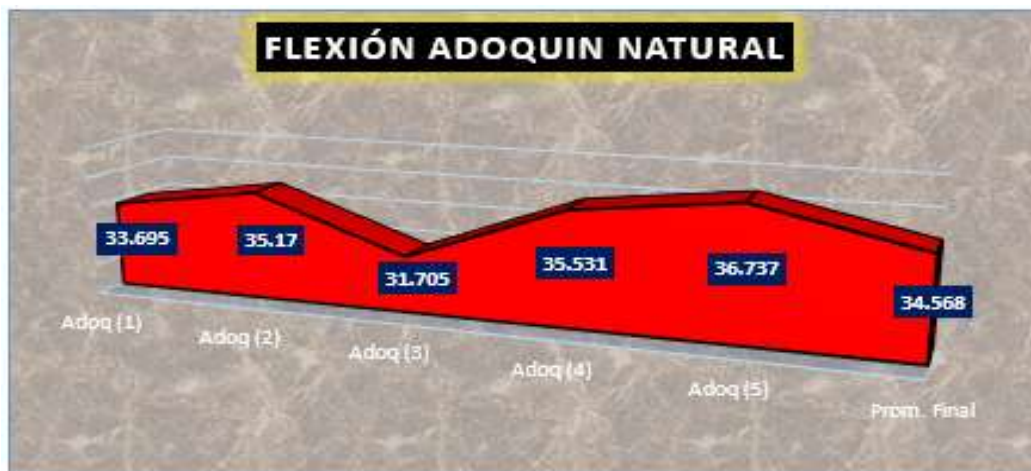 FLEXIÓN ADOQUIN NATURAL
33.695
35.17
31.705
35.531
36.737
34.568
Adoq (1)
Adoq (2)
Adoq (3)
Adoq (4)
Adoq (5)
Prom. Final